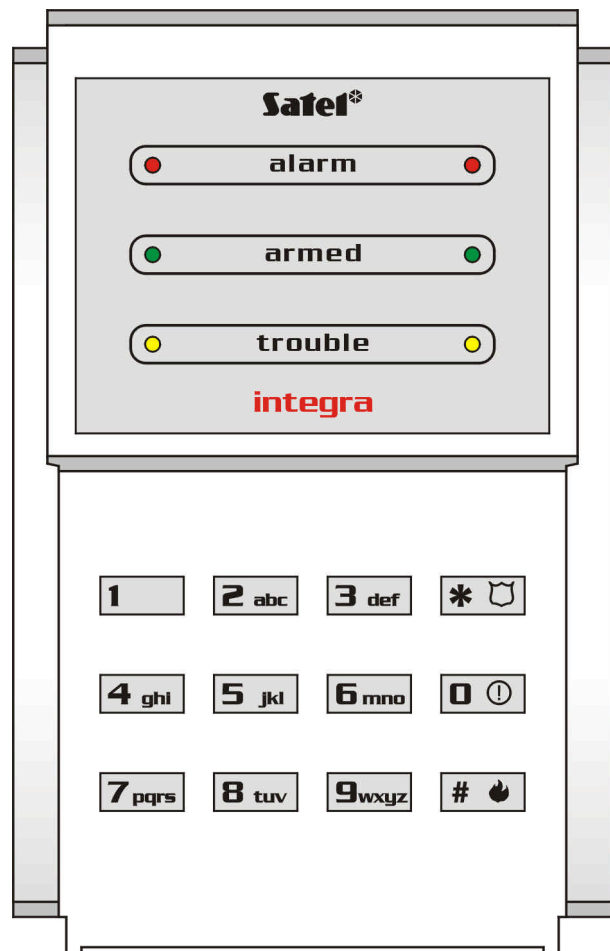 Satel
alarm
armed
trouble
integra
1 2 abc 3 def *
4 ghi 5 jkl 6 mno 0 !
7 pqrs 8 tuv 9 wxyz #